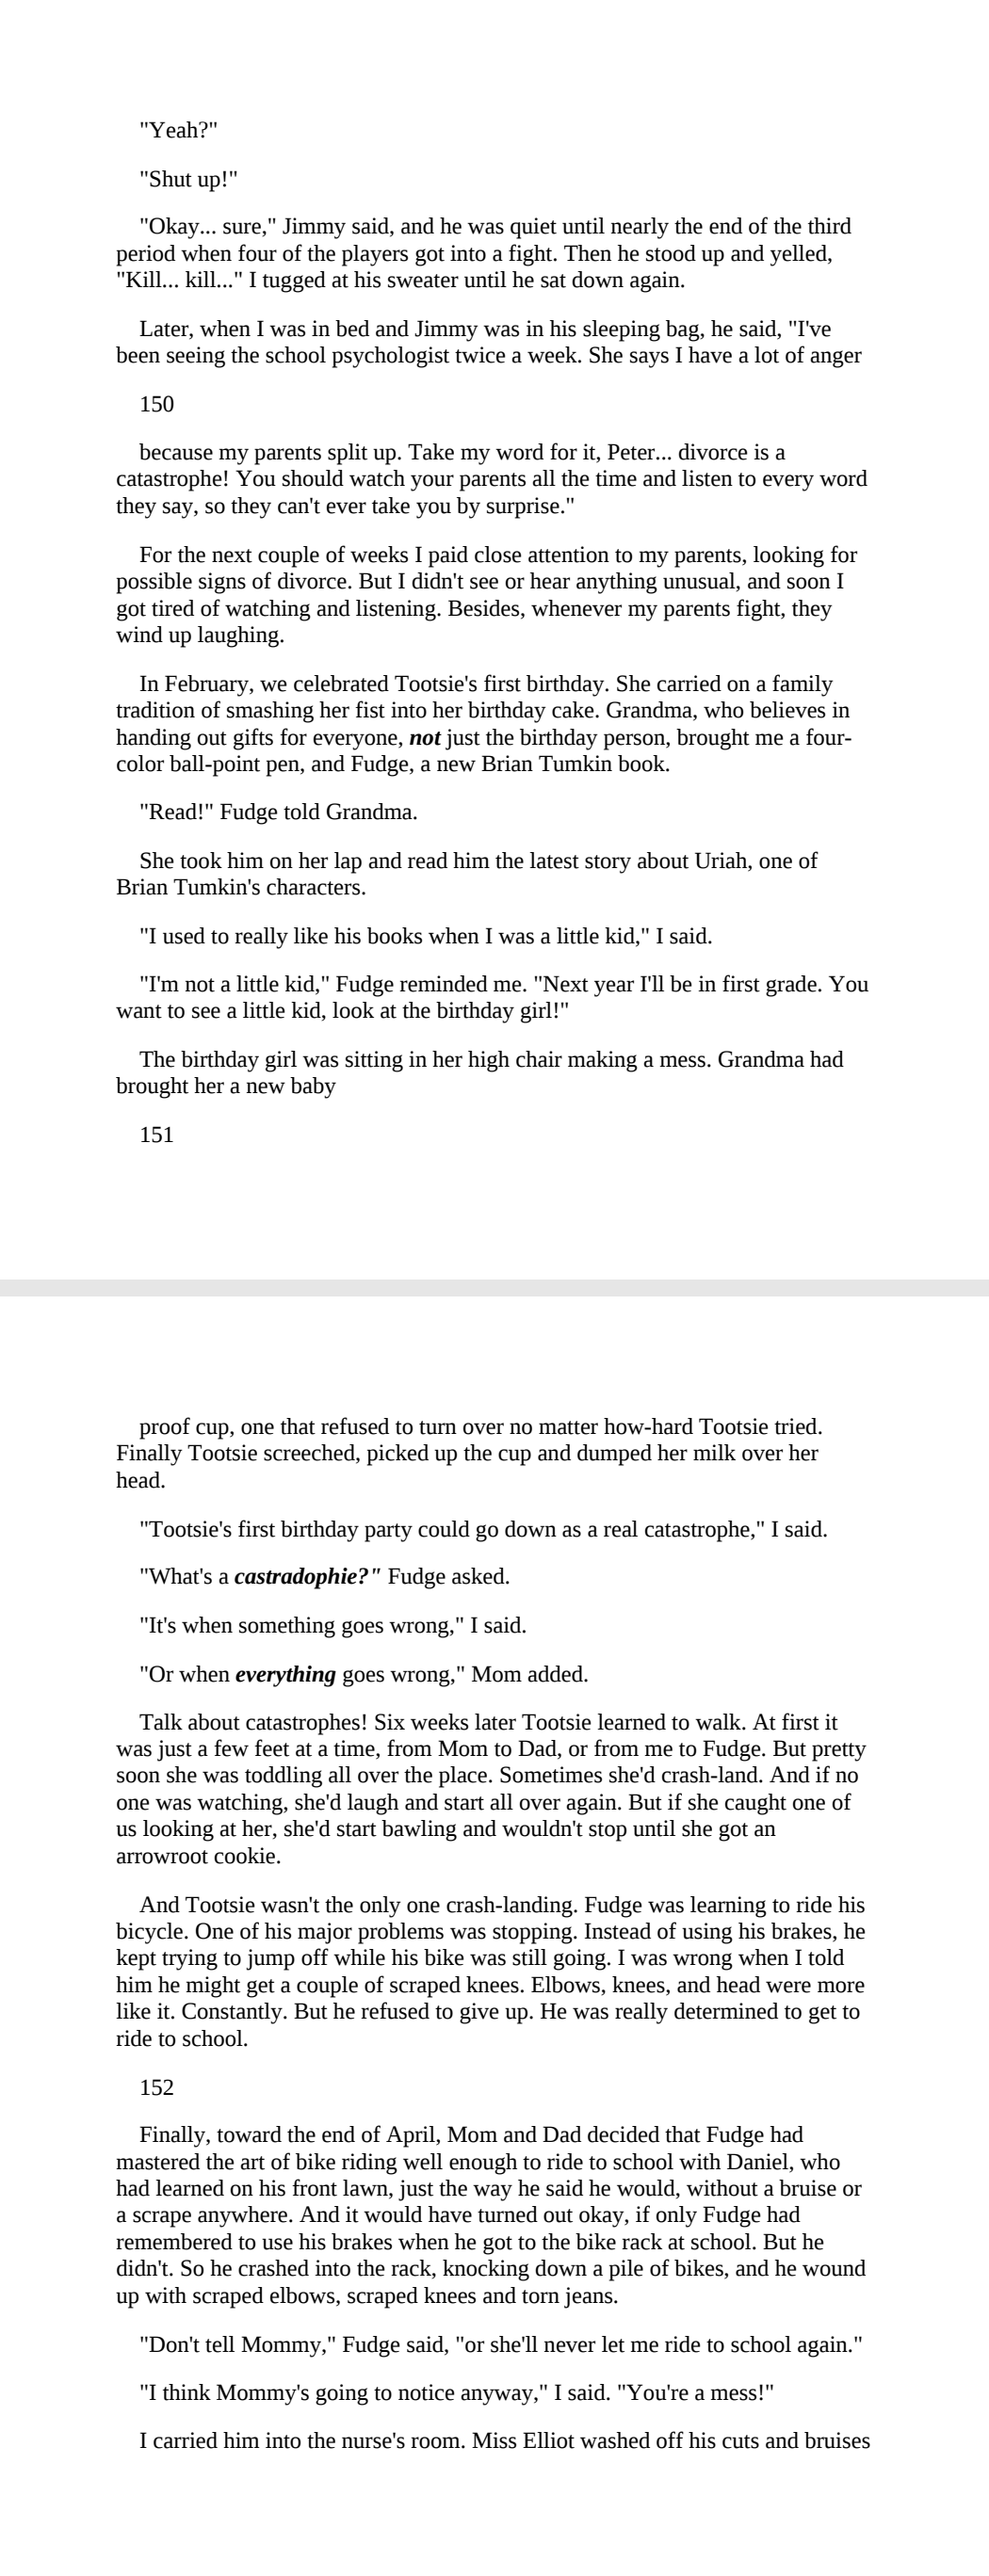 "Yeah?"
"Shut up!"
"Okay... sure," Jimmy said, and he was quiet until nearly the end of the third
period when four of the players got into a fight. Then he stood up and yelled,
"Kill... kill..." I tugged at his sweater until he sat down again.
Later, when I was in bed and Jimmy was in his sleeping bag, he said, "I've
been seeing the school psychologist twice a week. She says I have a lot of anger
150
because my parents split up. Take my word for it, Peter... divorce is a
catastrophe! You should watch your parents all the time and listen to every word
they say, so they can't ever take you by surprise."
For the next couple of weeks I paid close attention to my parents, looking for
possible signs of divorce. But I didn't see or hear anything unusual, and soon I
got tired of watching and listening. Besides, whenever my parents fight, they
wind up laughing.
In February, we celebrated Tootsie's first birthday. She carried on a family
tradition of smashing her fist into her birthday cake. Grandma, who believes in
handing out gifts for everyone, not just the birthday person, brought me a four-
color ball-point pen, and Fudge, a new Brian Tumkin book.
"Read!" Fudge told Grandma.
She took him on her lap and read him the latest story about Uriah, one of
Brian Tumkin's characters.
"I used to really like his books when I was a little kid," I said.
"I'm not a little kid," Fudge reminded me. "Next year I'll be in first grade. You
want to see a little kid, look at the birthday girl!"
The birthday girl was sitting in her high chair making a mess. Grandma had
brought her a new baby
151
proof cup, one that refused to turn over no matter how-hard Tootsie tried.
Finally Tootsie screeched, picked up the cup and dumped her milk over her
head.
"Tootsie's first birthday party could go down as a real catastrophe," I said.
"What's a castradophie?" Fudge asked.
"It's when something goes wrong," I said.
"Or when everything goes wrong," Mom added.
Talk about catastrophes! Six weeks later Tootsie learned to walk. At first it
was just a few feet at a time, from Mom to Dad, or from me to Fudge. But pretty
soon she was toddling all over the place. Sometimes she'd crash-land. And if no
one was watching, she'd laugh and start all over again. But if she caught one of
us looking at her, she'd start bawling and wouldn't stop until she got an
arrowroot cookie.
And Tootsie wasn't the only one crash-landing. Fudge was learning to ride his
bicycle. One of his major problems was stopping. Instead of using his brakes, he
kept trying to jump off while his bike was still going. I was wrong when I told
him he might get a couple of scraped knees. Elbows, knees, and head were more
like it. Constantly. But he refused to give up. He was really determined to get to
ride to school.
152
Finally, toward the end of April, Mom and Dad decided that Fudge had
mastered the art of bike riding well enough to ride to school with Daniel, who
had learned on his front lawn, just the way he said he would, without a bruise or
a scrape anywhere. And it would have turned out okay, if only Fudge had
remembered to use his brakes when he got to the bike rack at school. But he
didn't. So he crashed into the rack, knocking down a pile of bikes, and he wound
up with scraped elbows, scraped knees and torn jeans.
"Don't tell Mommy," Fudge said, "or she'll never let me ride to school again."
"I think Mommy's going to notice anyway," I said. "You're a mess!"
I carried him into the nurse's room. Miss Elliot washed off his cuts and bruises